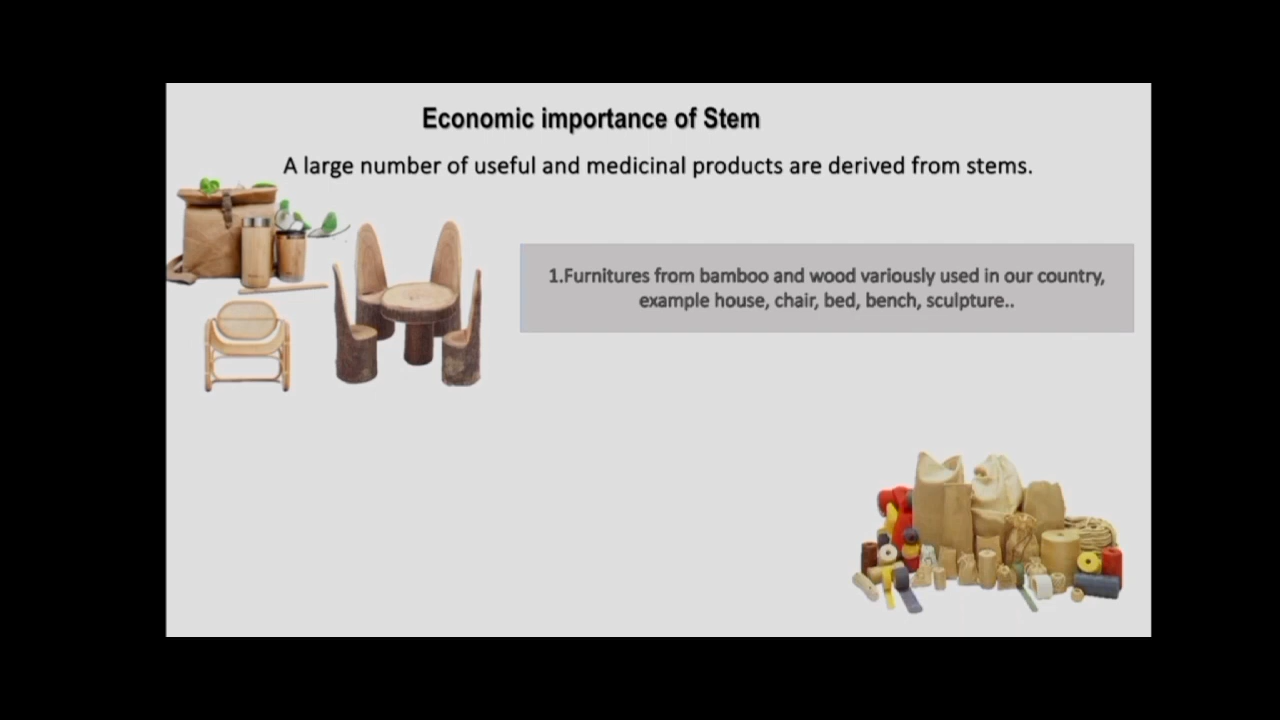 Economic importance of Stem
A large number of useful and medicinal products are derived from stems.
1.Furnitures from bamboo and wood variously used in our country,
example house, chair, bed, bench, sculpture..